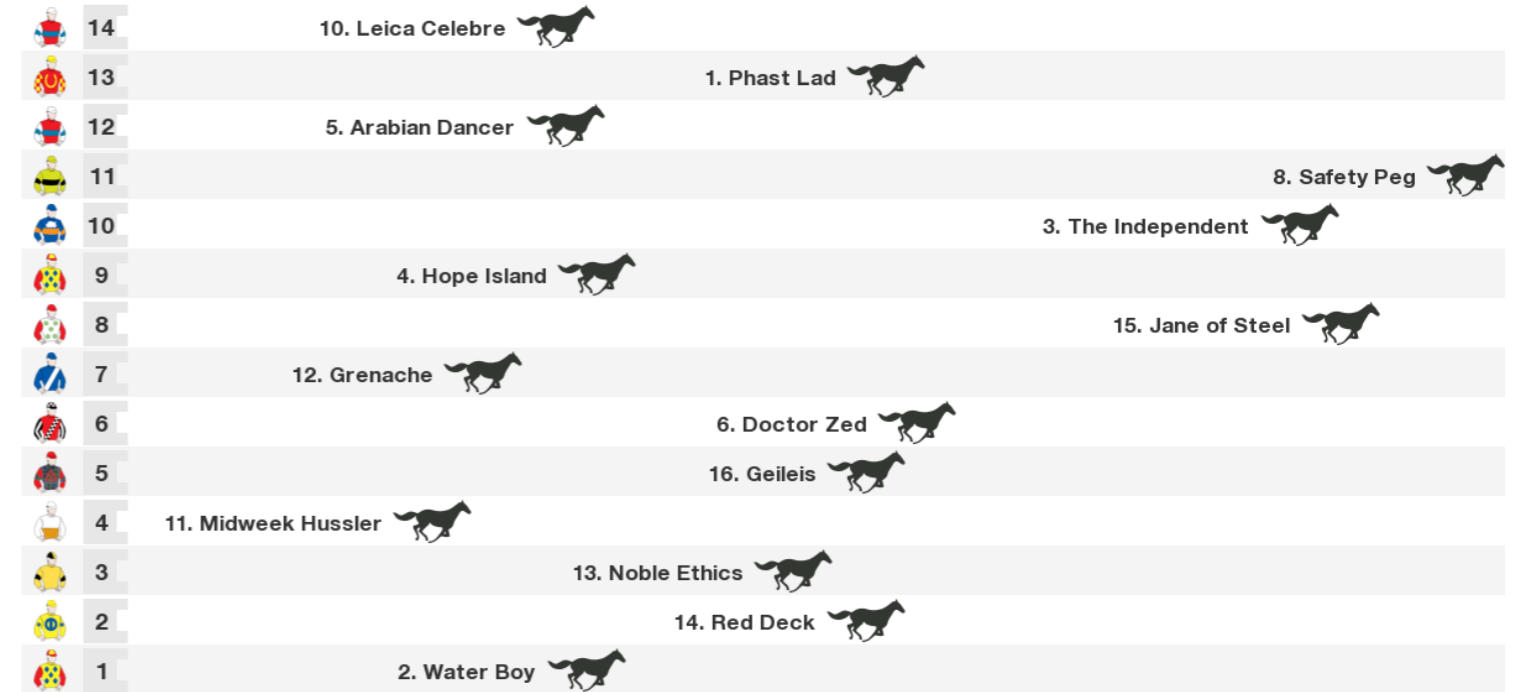 14 10. Leica Celebre
13 1. Phast Lad
12 5. Arabian Dancer
11 8. Safety Peg
10 3. The Independent
9 4. Hope Island
8 15. Jane of Steel
7 12. Grenache
6 6. Doctor Zed
5 16. Geileis
4 11. Midweek Hussler
3 13. Noble Ethics
2 14. Red Deck
1 2. Water Boy